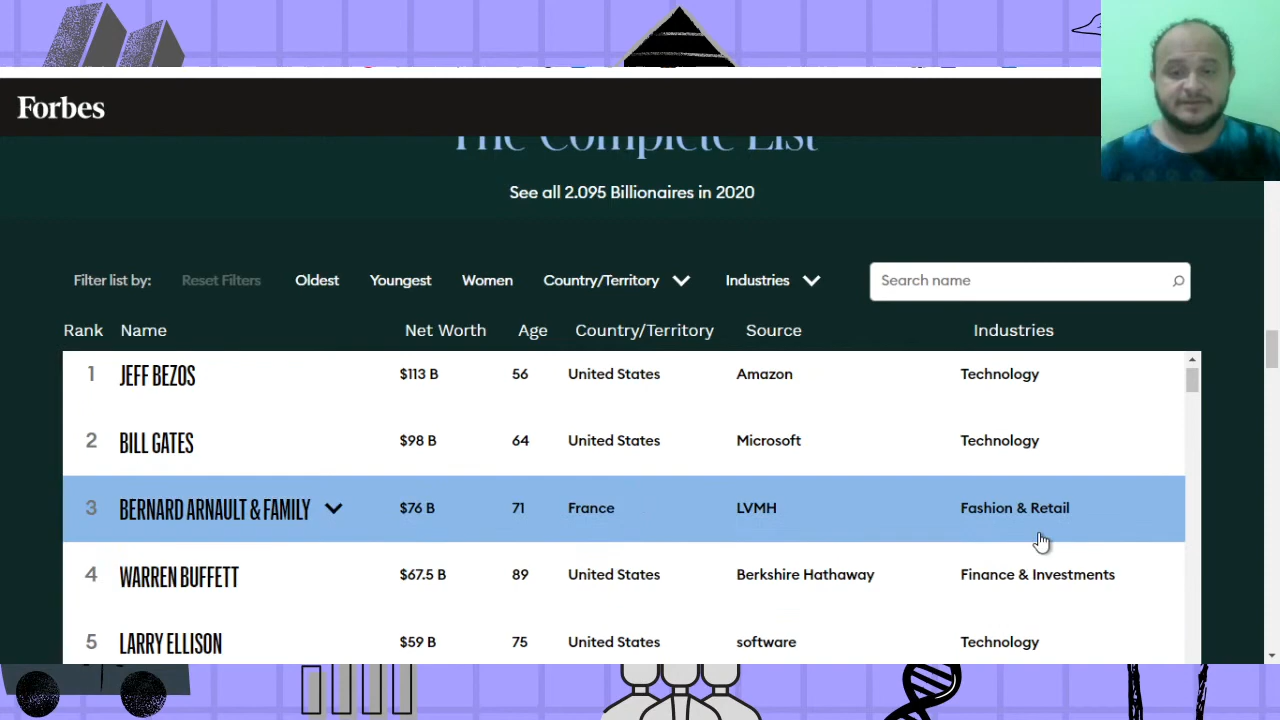 Forbes
The Complete List
See all 2.095 Billionaires in 2020
Filter list by: Reset Filters Oldest Youngest Women Country/Territory Industries Search name
Rank Name Net Worth Age Country/Territory Source Industries
1 JEFF BEZOS $113 B 56 United States Amazon Technology
2 BILL GATES $98 B 64 United States Microsoft Technology
3 BERNARD ARNAULT & FAMILY $76 B 71 France LVMH Fashion & Retail
4 WARREN BUFFETT $67.5 B 89 United States Berkshire Hathaway Finance & Investments
5 LARRY ELLISON $59 B 75 United States software Technology